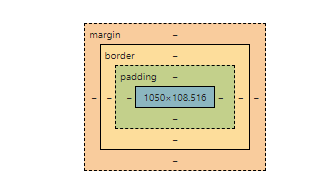 margin –
border –
padding –
– – – 1050×108.516 – – –
–
–
–